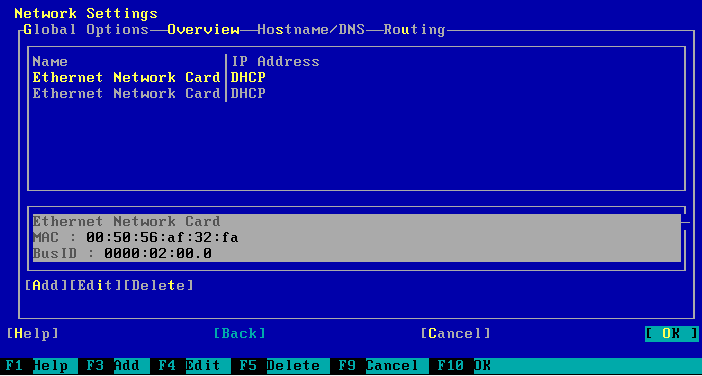 Network Settings
Global Options—Overview—Hostname/DNS—Routing
Name |IP Address
Ethernet Network Card|DHCP
Ethernet Network Card|DHCP
Ethernet Network Card
MAC : 00:50:56:af:32:fa
BusID : 0000:02:00.0
[Add][Edit][Delete]
[Help] [Back] [Cancel] [ OK ]
F1 Help F3 Add F4 Edit F5 Delete F9 Cancel F10 OK